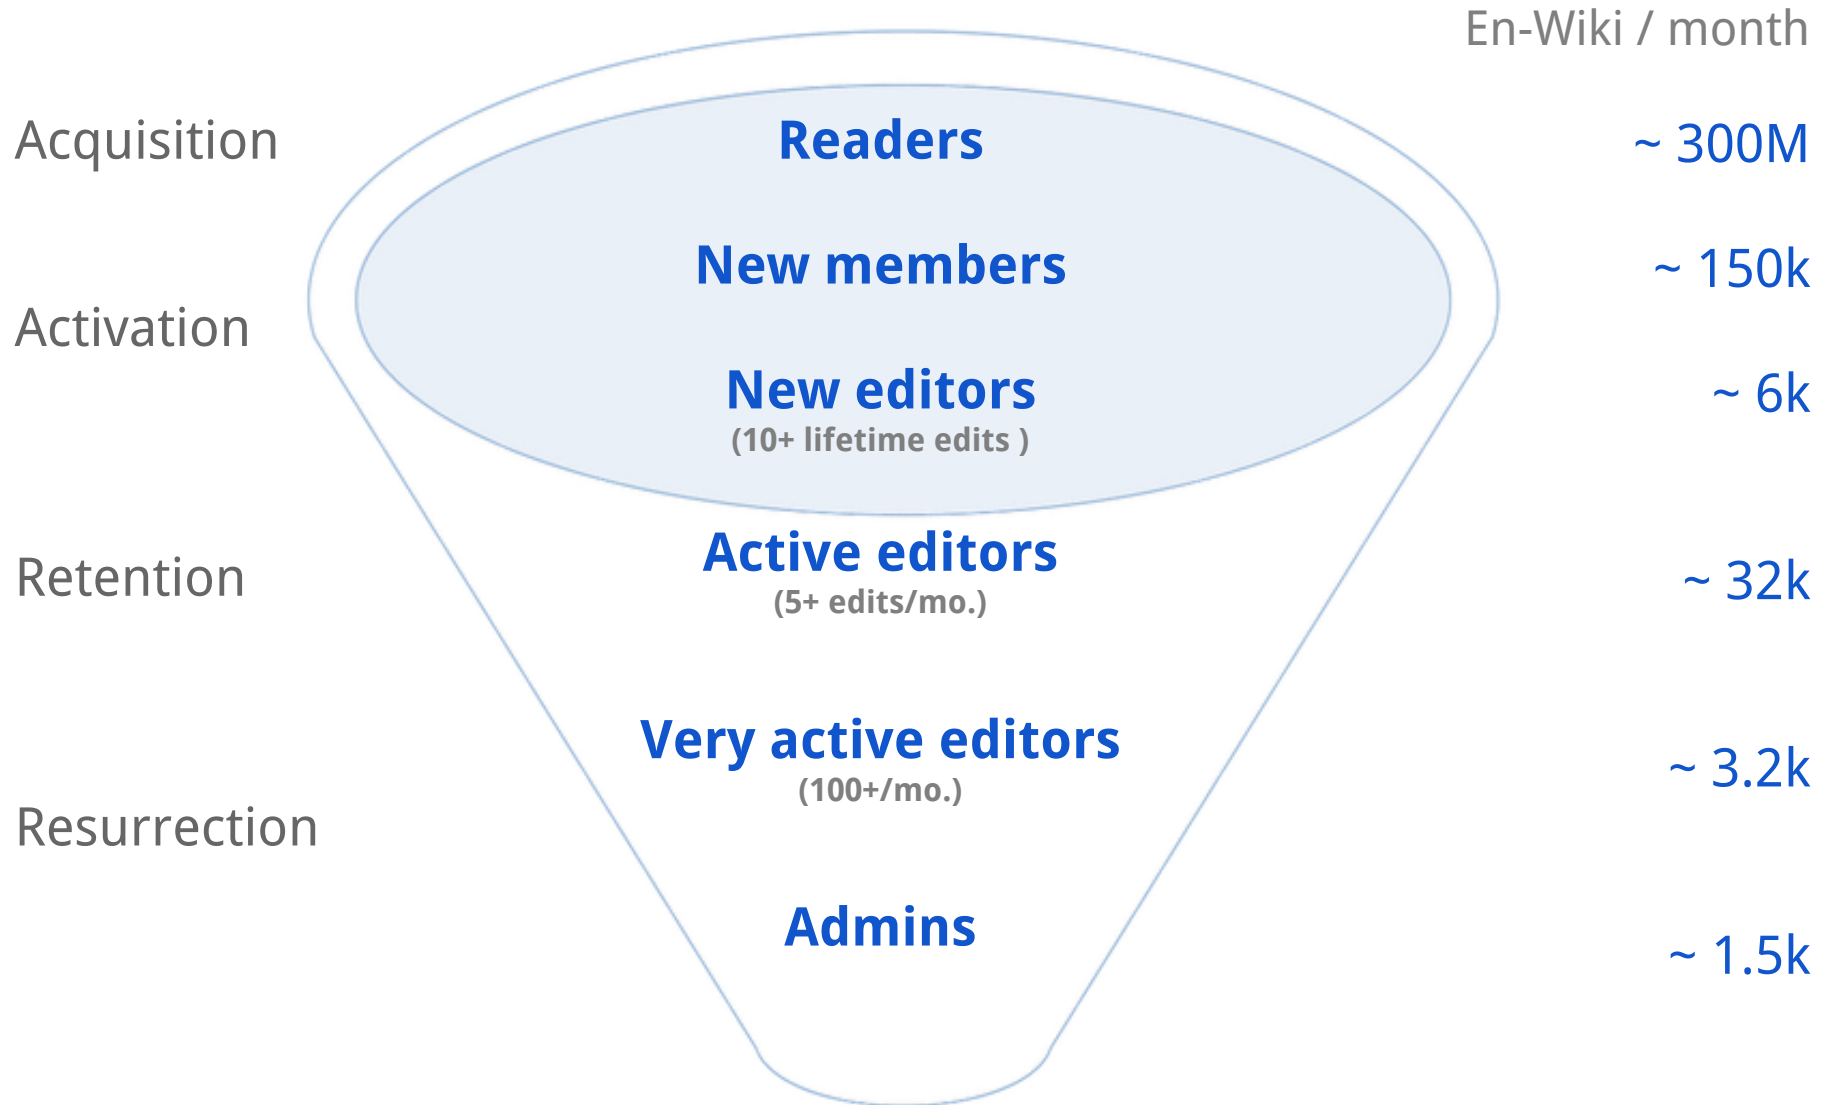 En-Wiki / month
Acquisition
Readers
~ 300M
New members
~ 150k
Activation
New editors
(10+ lifetime edits )
~ 6k
Active editors
(5+ edits/mo.)
Retention
~ 32k
Very active editors
(100+/mo.)
~ 3.2k
Resurrection
Admins
~ 1.5k